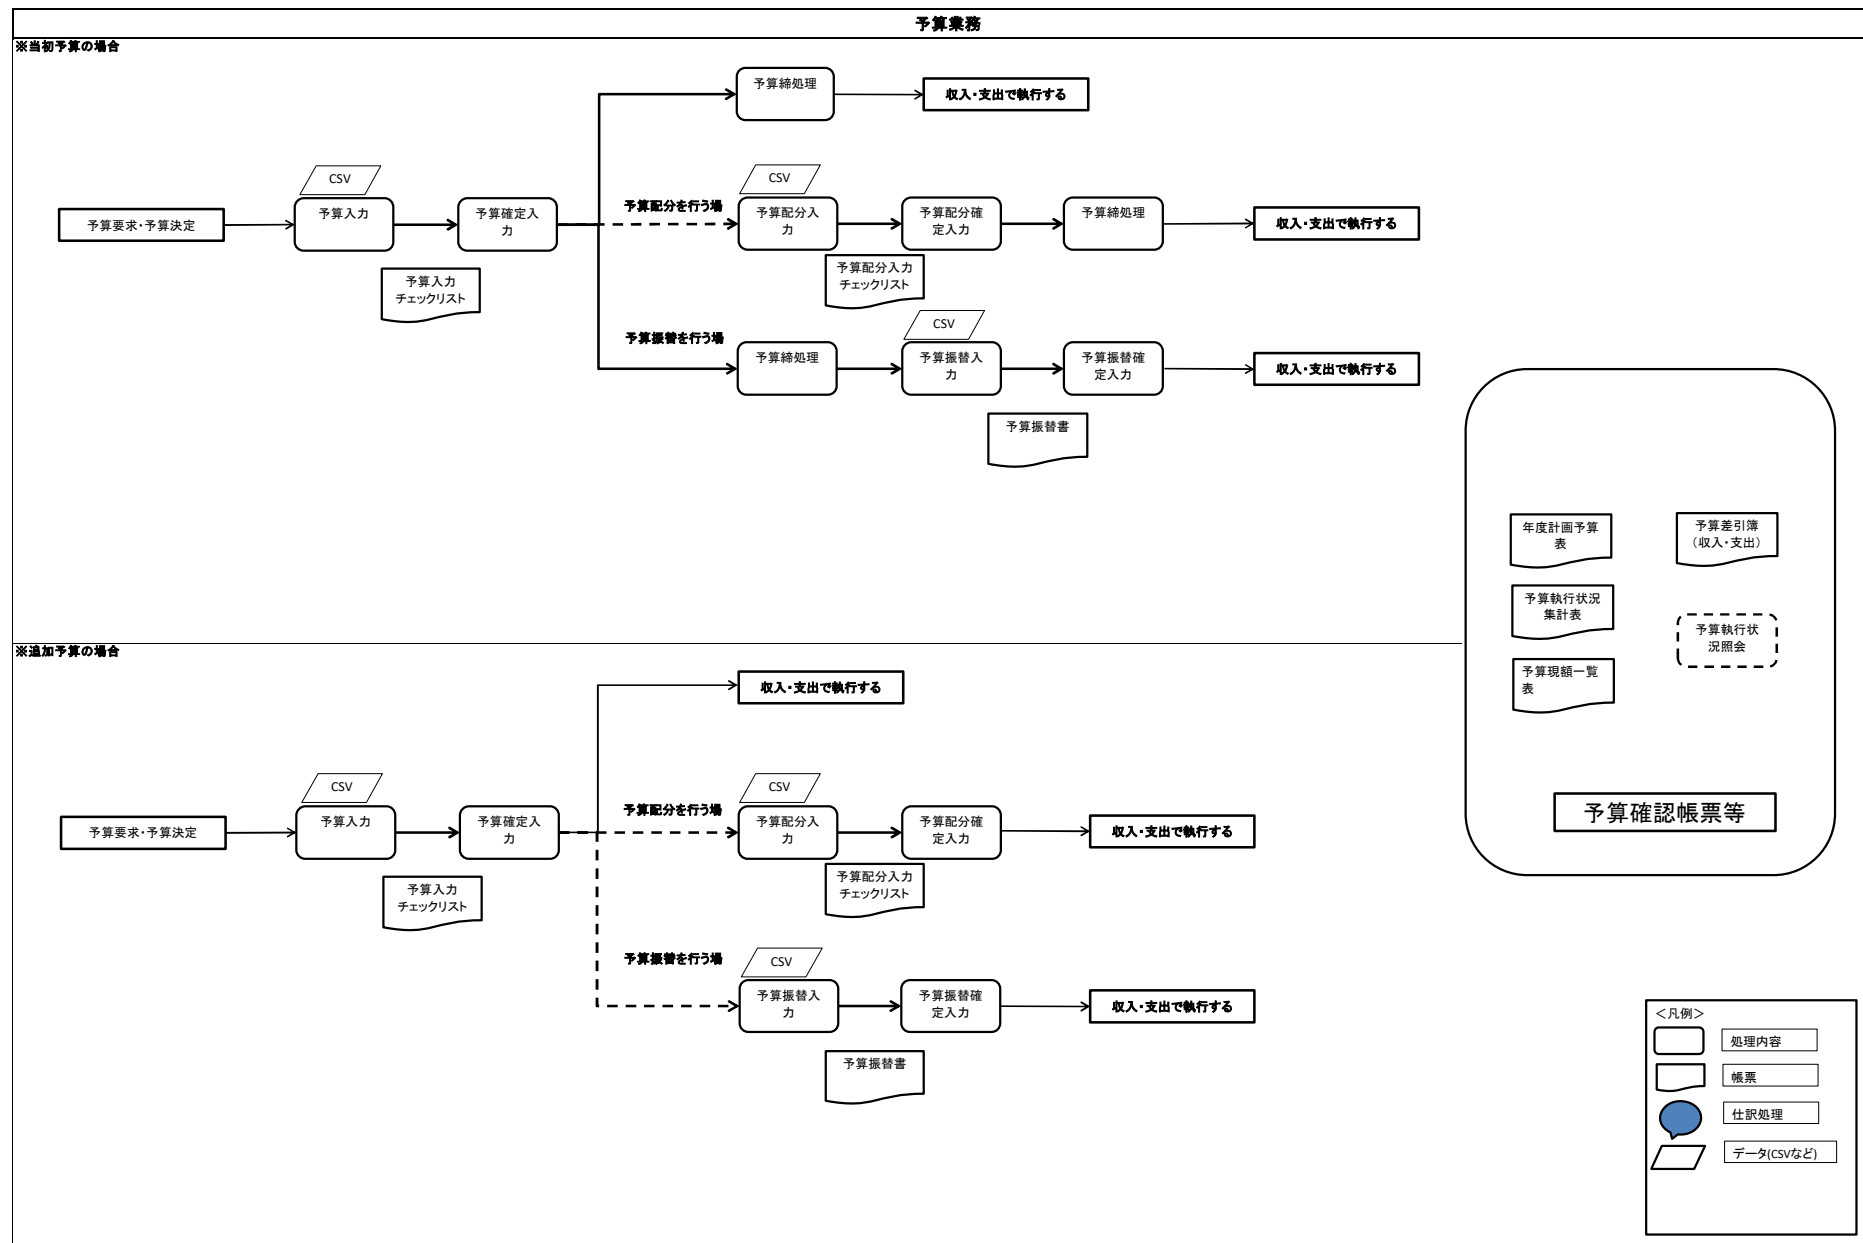 予算業務
※当初予算の場合
予算締処理
収入・支出で執行する
CSV
CSV
予算要求・予算決定
予算入力
予算確定入
力
予算配分を行う場
予算配分入
力
予算配分確
定入力
予算締処理
収入・支出で執行する
予算入力
チェックリスト
予算配分入力
チェックリスト
予算振替を行う場
CSV
予算締処理
予算振替入
力
予算振替確
定入力
収入・支出で執行する
予算振替書
年度計画予算
表
予算差引簿
（収入・支出）
予算執行状況
集計表
予算執行状
況照会
予算現額一覧
表
予算確認帳票等
※追加予算の場合
収入・支出で執行する
CSV
CSV
予算要求・予算決定
予算入力
予算確定入
力
予算配分を行う場
予算配分入
力
予算配分確
定入力
収入・支出で執行する
予算入力
チェックリスト
予算配分入力
チェックリスト
予算振替を行う場
CSV
予算振替入
力
予算振替確
定入力
収入・支出で執行する
予算振替書
＜凡例＞
処理内容
帳票
仕訳処理
データ(CSVなど)